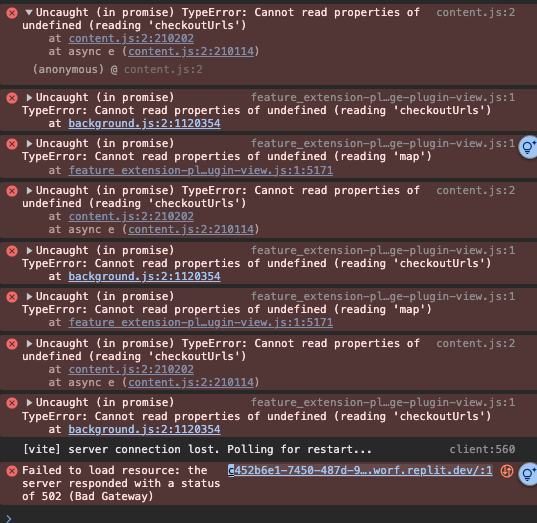 Uncaught (in promise) TypeError: Cannot read properties of content.js:2
undefined (reading 'checkoutUrls')
at content.js:2:210202
at async e (content.js:2:210114)
(anonymous) @ content.js:2
Uncaught (in promise) feature_extension-pl…ge-plugin-view.js:1
TypeError: Cannot read properties of undefined (reading 'checkoutUrls')
at background.js:2:1120354
Uncaught (in promise) feature_extension-pl…ge-plugin-view.js:1
TypeError: Cannot read properties of undefined (reading 'map')
at feature_extension-pl…ugin-view.js:1:5171
Uncaught (in promise) TypeError: Cannot read properties of content.js:2
undefined (reading 'checkoutUrls')
at content.js:2:210202
at async e (content.js:2:210114)
Uncaught (in promise) feature_extension-pl…ge-plugin-view.js:1
TypeError: Cannot read properties of undefined (reading 'checkoutUrls')
at background.js:2:1120354
Uncaught (in promise) feature_extension-pl…ge-plugin-view.js:1
TypeError: Cannot read properties of undefined (reading 'map')
at feature_extension-pl…ugin-view.js:1:5171
Uncaught (in promise) TypeError: Cannot read properties of content.js:2
undefined (reading 'checkoutUrls')
at content.js:2:210202
at async e (content.js:2:210114)
Uncaught (in promise) feature_extension-pl…ge-plugin-view.js:1
TypeError: Cannot read properties of undefined (reading 'checkoutUrls')
at background.js:2:1120354
[vite] server connection lost. Polling for restart... client:560
Failed to load resource: the c452b6e1-7450-487d-9….worf.replit.dev/:1
server responded with a status
of 502 (Bad Gateway)